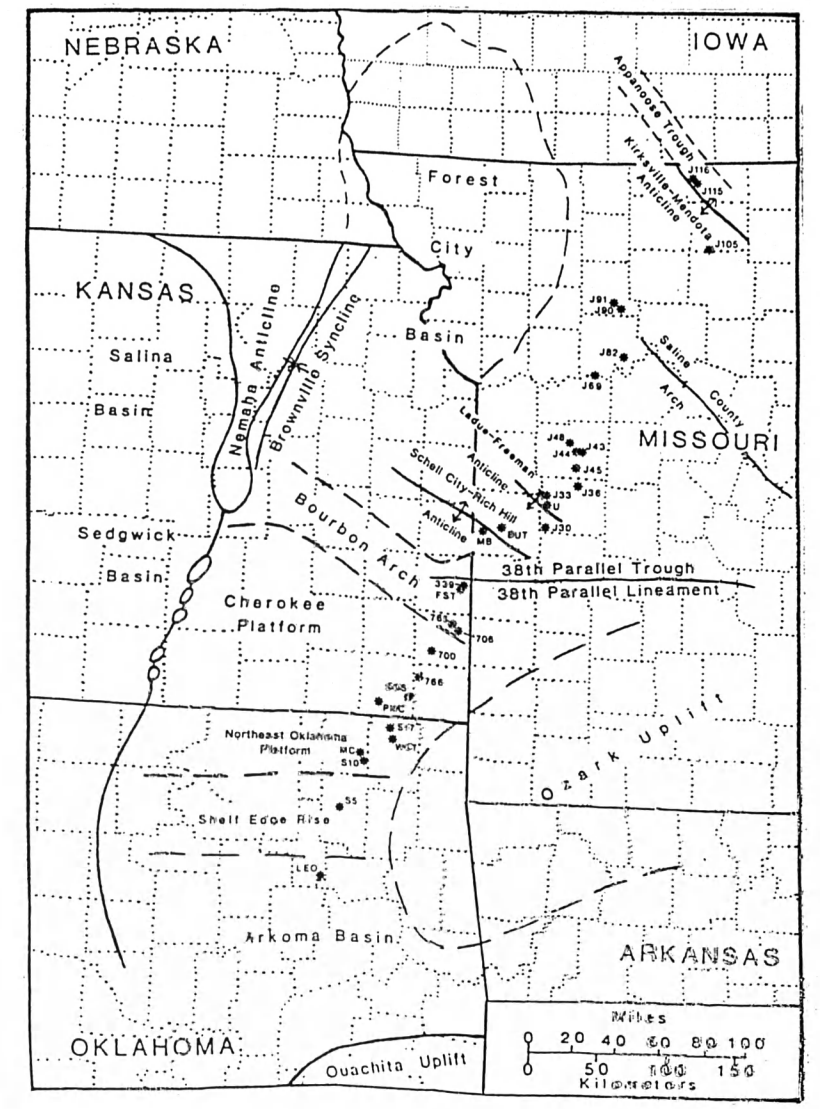 NEBRASKA
IOWA
Appanoose Trough
Kirksville-Mendota
Anticline
J116
J115
J105
Forest
City
Basin
KANSAS
Salina
Basin
Nemaha Anticline
Brownville Syncline
J91
J90
J82
J69
Saline
County
Arch
MISSOURI
Ladue-Freeman
Anticline
J48
J44
J43
J45
J36
J33
U
J30
Schell City-Rich Hill
Anticline
MB
BUT
Bourbon Arch
Sedgwick
Basin
38th Parallel Trough
38th Parallel Lineament
339
FST
Cherokee
Platform
765
706
700
766
Northeast Oklahoma
Platform
MC
S10
S17
S5
Shelf Edge Rise
LEO
Ozark Uplift
Arkoma Basin
ARKANSAS
OKLAHOMA
Ouachita Uplift
Miles
0 20 40 60 80 100
0 50 100 150
Kilometers